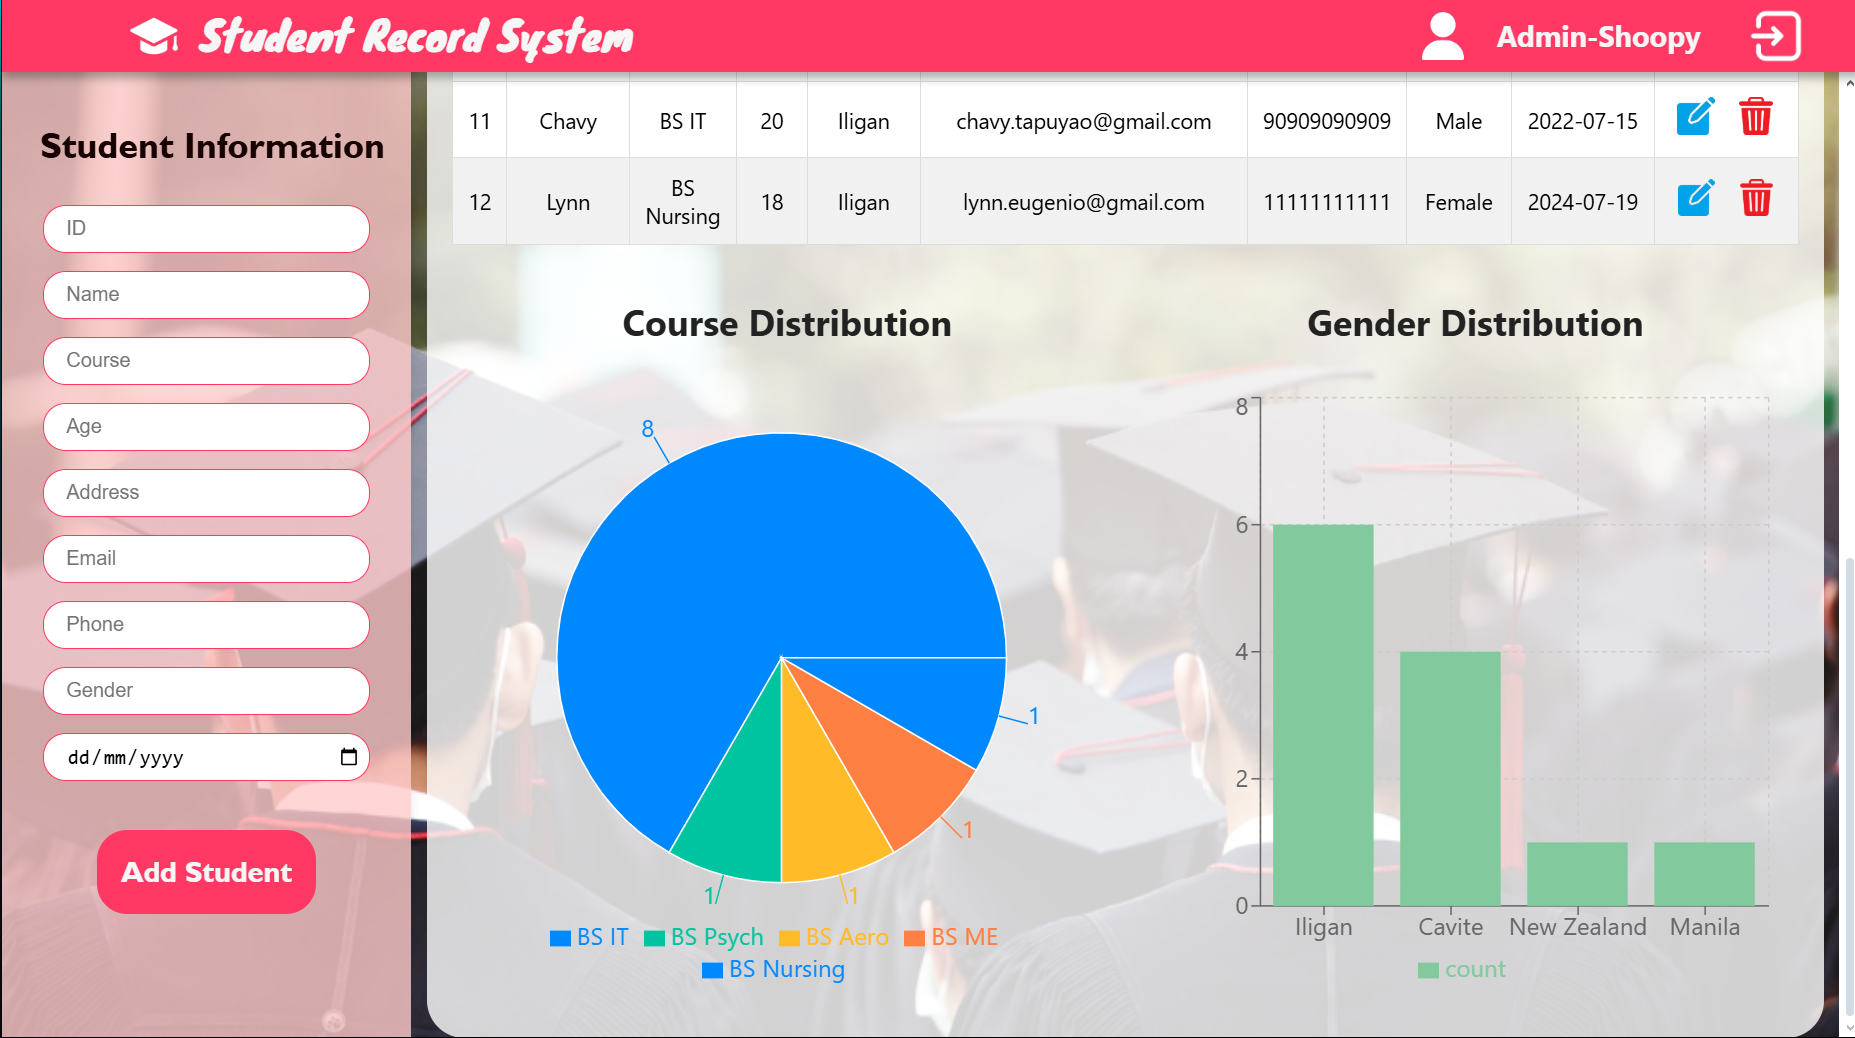 Student Record System
Admin-Shoopy
Student Information
ID
Name
Course
Age
Address
Email
Phone
Gender
dd/mm/yyyy
Add Student
11 Chavy BS IT 20 Iligan chavy.tapuyao@gmail.com 90909090909 Male 2022-07-15
12 Lynn BS Nursing 18 Iligan lynn.eugenio@gmail.com 11111111111 Female 2024-07-19
Course Distribution
8
1
1
1
1
BS IT BS Psych BS Aero BS ME
BS Nursing
Gender Distribution
8
6
4
2
0
Iligan Cavite New Zealand Manila
count